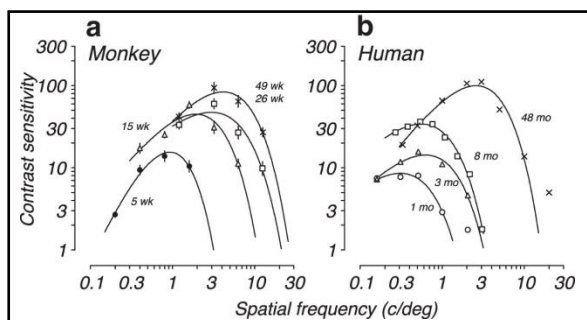 a Monkey
b Human
Contrast sensitivity
300
100
30
10
3
1
49 wk
26 wk
15 wk
5 wk
0.1 0.3 1 3 10 30
300
100
30
10
3
1
48 mo
8 mo
3 mo
1 mo
0.1 0.3 1 3 10 30
Spatial frequency (c/deg)